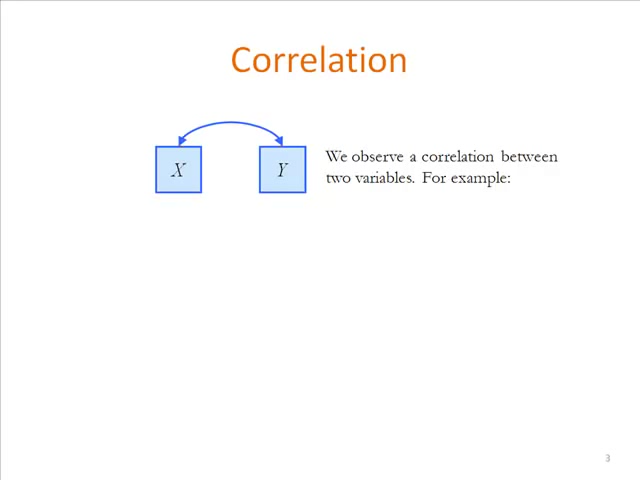 Correlation
X
Y
We observe a correlation between
two variables. For example:
3